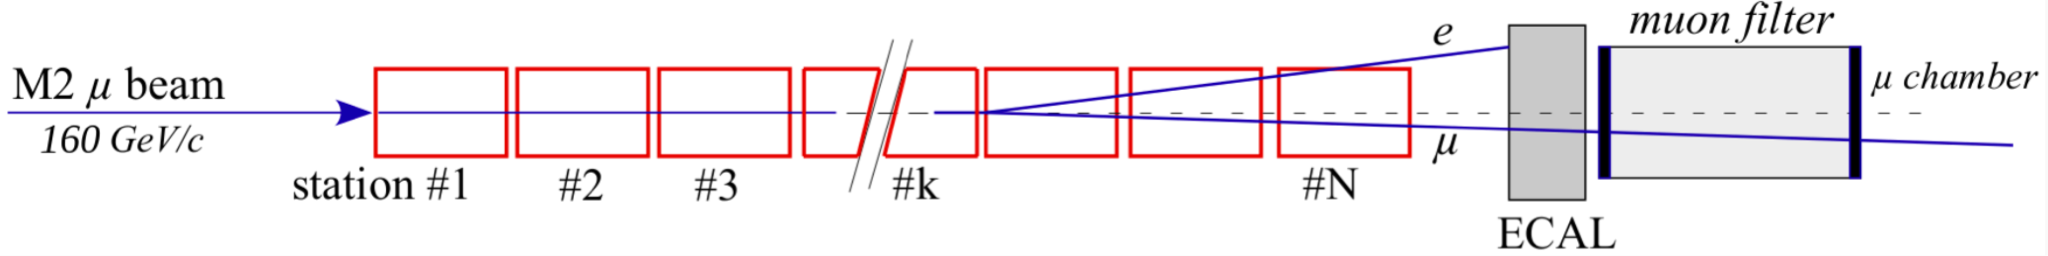 M2 μ beam
160 GeV/c
station #1
#2
#3
#k
#N
e
μ
ECAL
muon filter
μ chamber